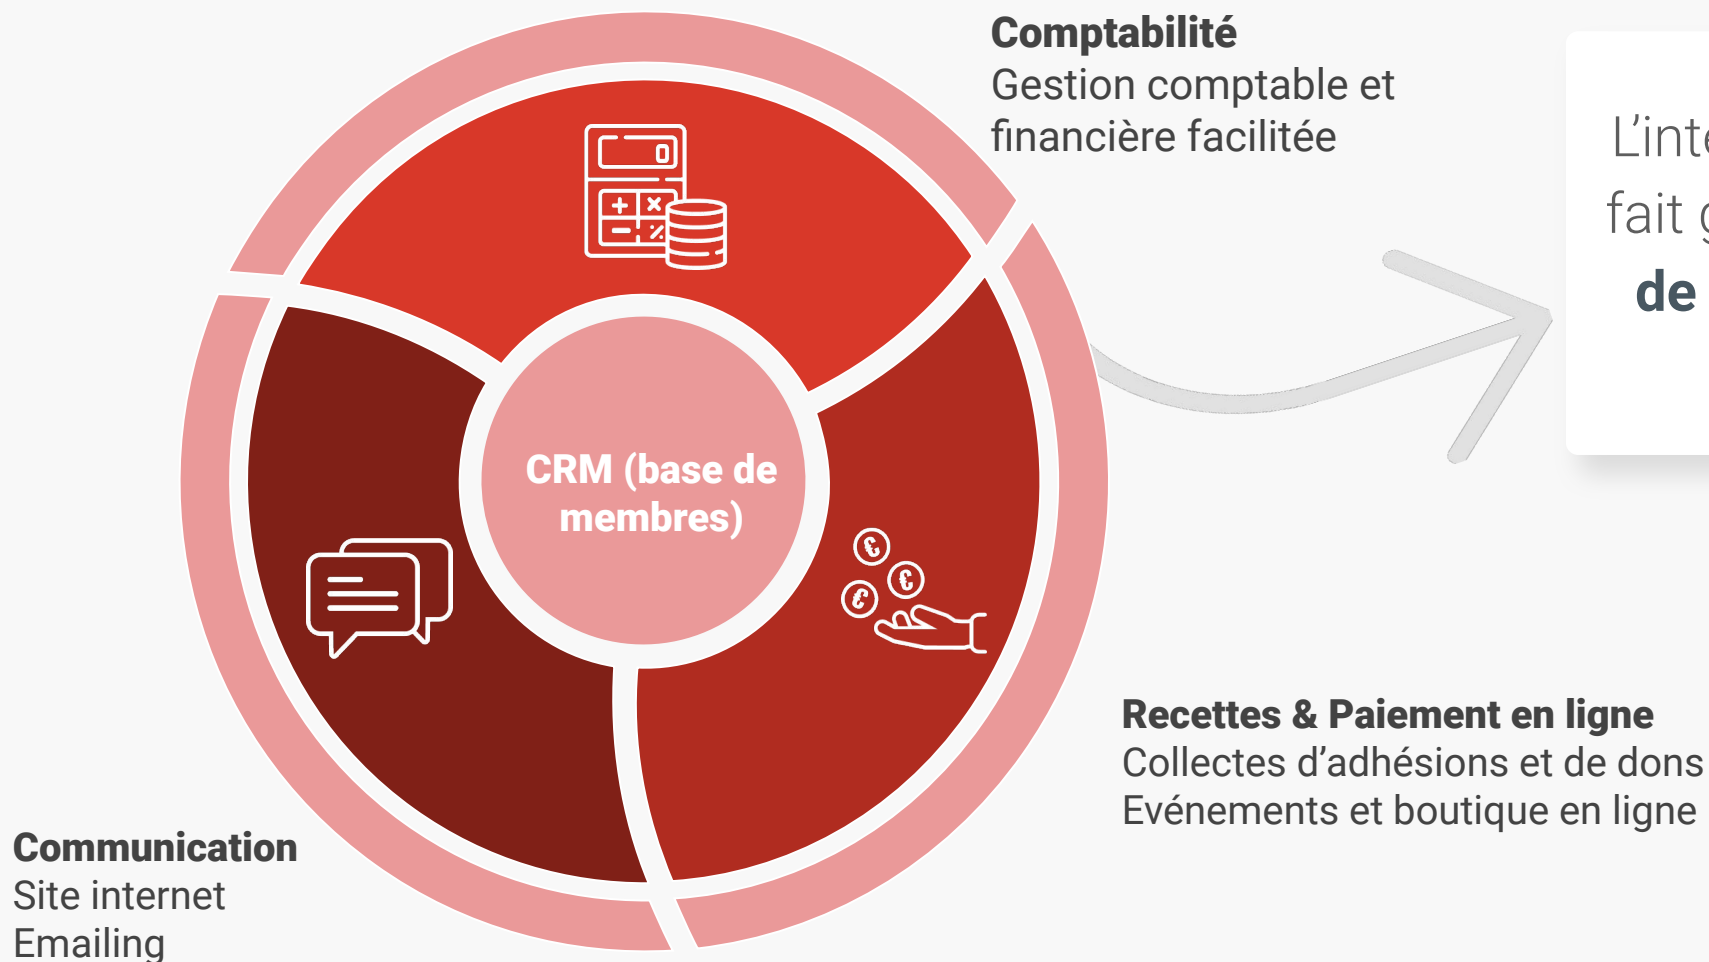 Comptabilité
Gestion comptable et
financière facilitée
fait
de
CRM (base de
membres)
Recettes & Paiement en ligne
Collectes d’adhésions et de dons
Evénements et boutique en ligne
Communication
Site internet
Emailing